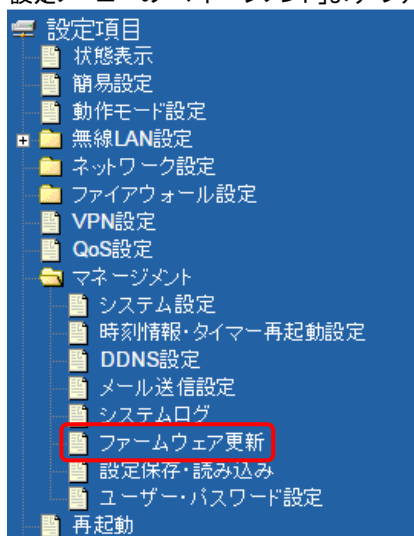 設定項目
状態表示
簡易設定
動作モード設定
無線LAN設定
ネットワーク設定
ファイアウォール設定
VPN設定
QoS設定
マネージメント
システム設定
時刻情報・タイマー再起動設定
DDNS設定
メール送信設定
システムログ
ファームウェア更新
設定保存・読み込み
ユーザー・パスワード設定
再起動